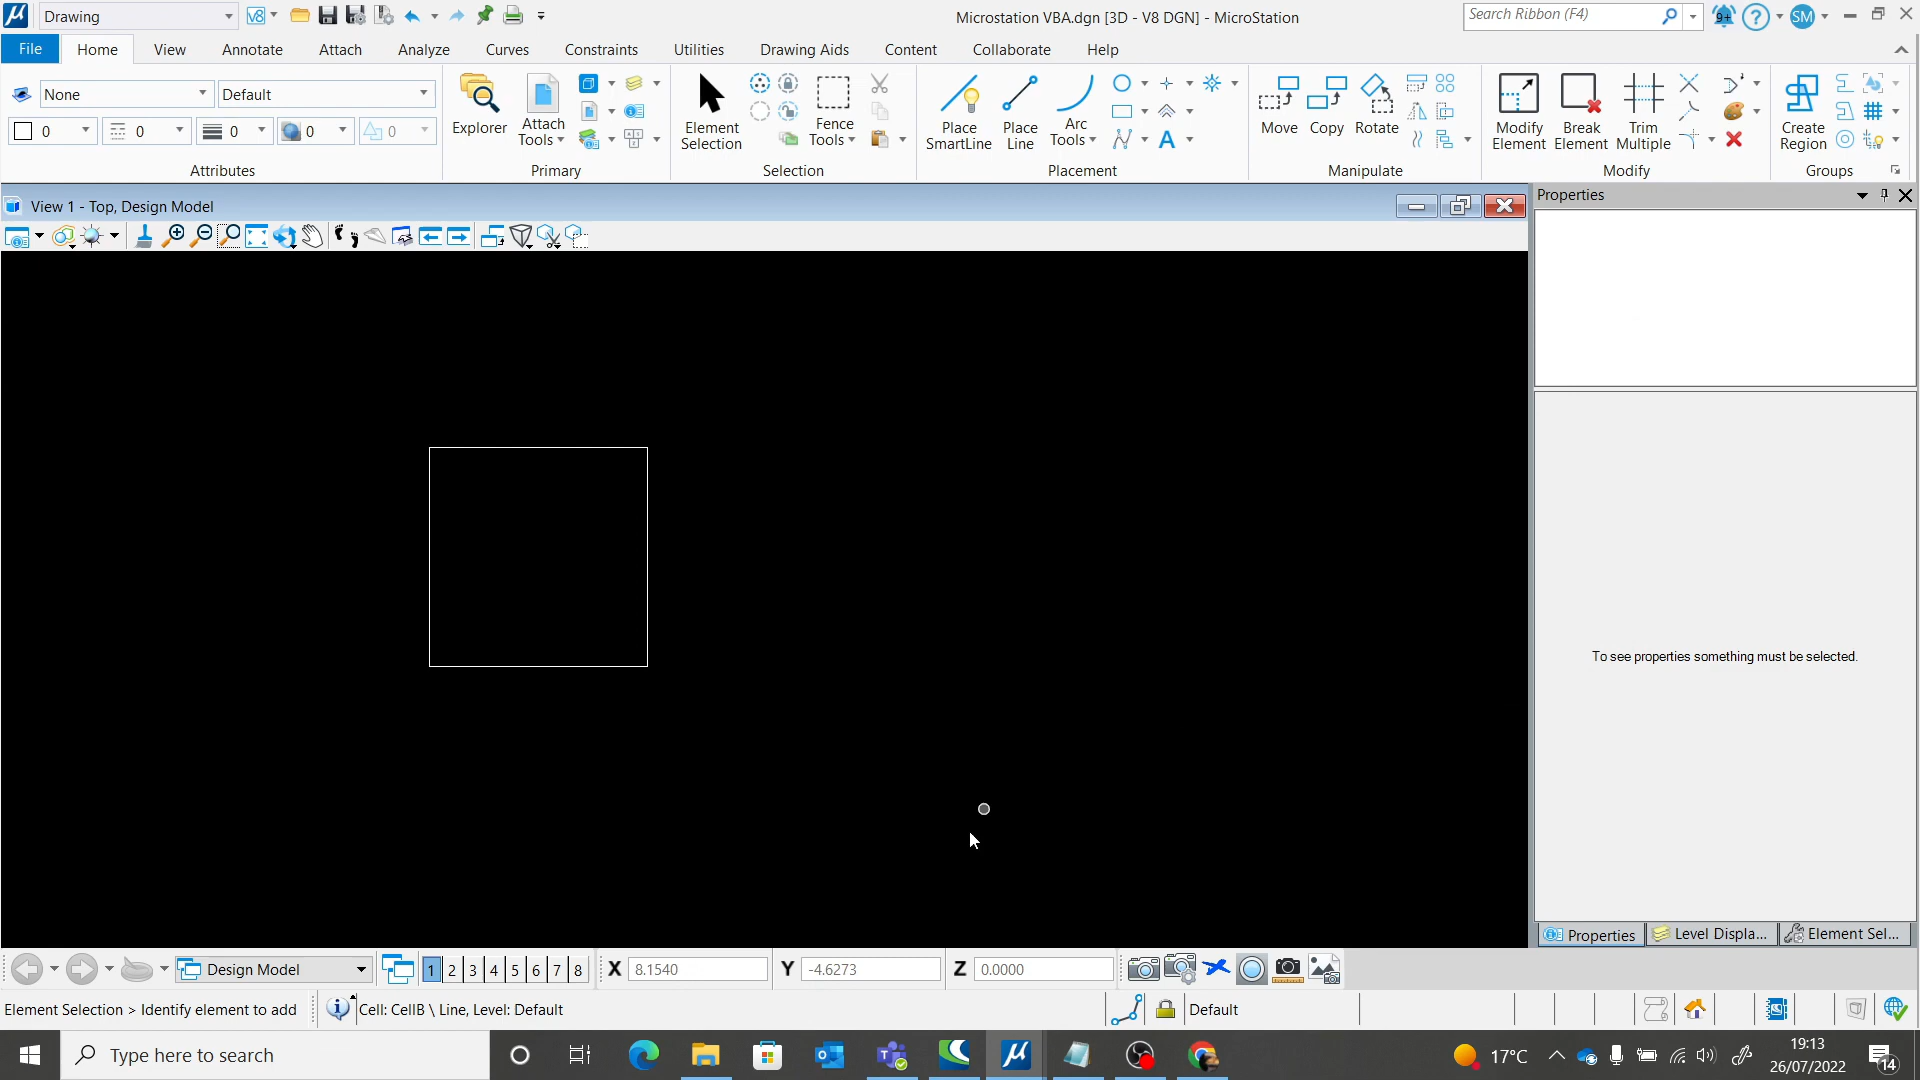 Drawing
Microstation VBA.dgn [3D - V8 DGN] - MicroStation
Search Ribbon (F4)
9+
SM
File Home View Annotate Attach Analyze Curves Constraints Utilities Drawing Aids Content Collaborate Help
None Default
0 0 0 0 0
Attributes
Explorer
Attach Tools
Primary
Element Selection
Fence Tools
Selection
Place SmartLine
Place Line
Arc Tools
Placement
Move Copy Rotate
Manipulate
Modify Element
Break Element
Trim Multiple
Modify
Create Region
Groups
View 1 - Top, Design Model
Properties
To see properties something must be selected.
Properties Level Displa... Element Sel...
Design Model
1 2 3 4 5 6 7 8
X 8.1540 Y -4.6273 Z 0.0000
Element Selection > Identify element to add
Cell: CellB \ Line, Level: Default
Default
Type here to search
17°C
19:13
26/07/2022
14